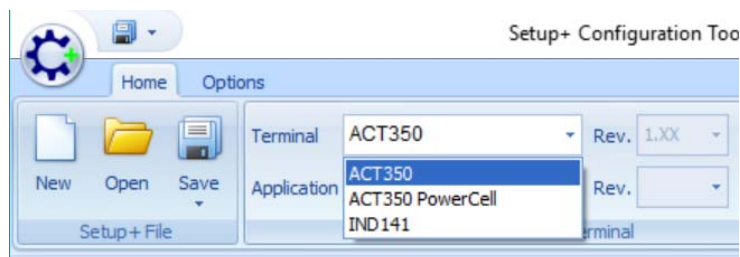 Setup+ Configuration Too
Home Options
Terminal ACT350 Rev. 1.XX
ACT350
New Open Save Application ACT350 PowerCell Rev.
IND141
Setup+ File